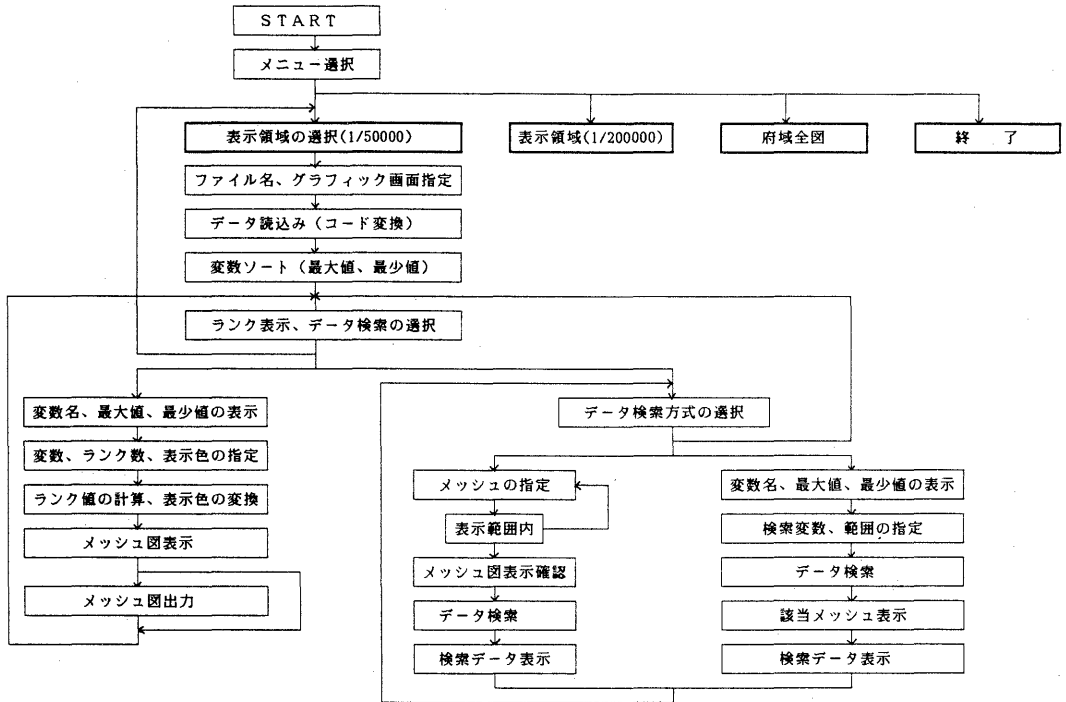 START
メニュー選択
表示領域の選択(1/50000)
表示領域(1/200000)
府域全図
終 了
ファイル名、グラフィック画面指定
データ読込み(コード変換)
変数ソート(最大値、最少値)
ランク表示、データ検索の選択
変数名、最大値、最少値の表示
変数、ランク数、表示色の指定
ランク値の計算、表示色の変換
メッシュ図表示
メッシュ図出力
データ検索方式の選択
メッシュの指定
表示範囲内
メッシュ図表示確認
データ検索
検索データ表示
変数名、最大値、最少値の表示
検索変数、範囲の指定
データ検索
該当メッシュ表示
検索データ表示